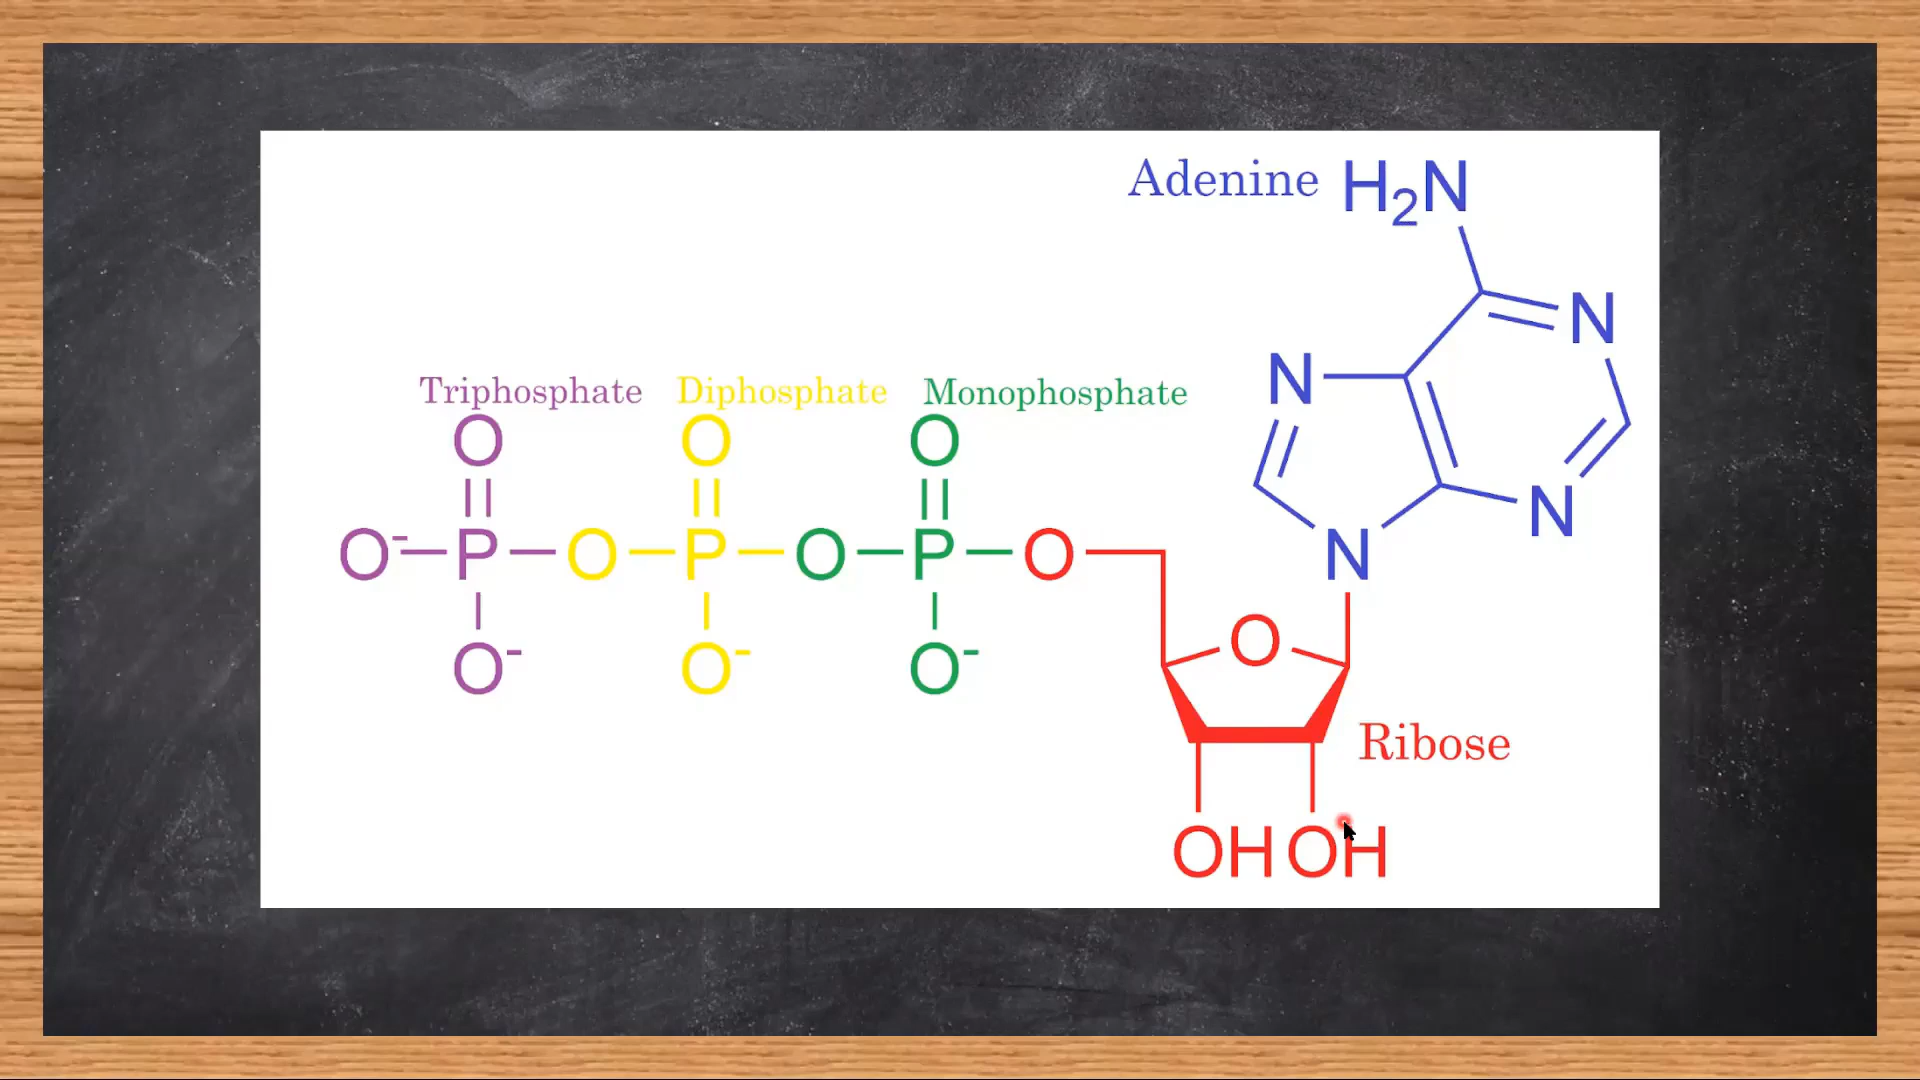 Adenine H₂N
N
N
Triphosphate Diphosphate Monophosphate
O O O
N
O⁻ P O P O P O N
O⁻ O⁻ O⁻ O
Ribose
OH OH